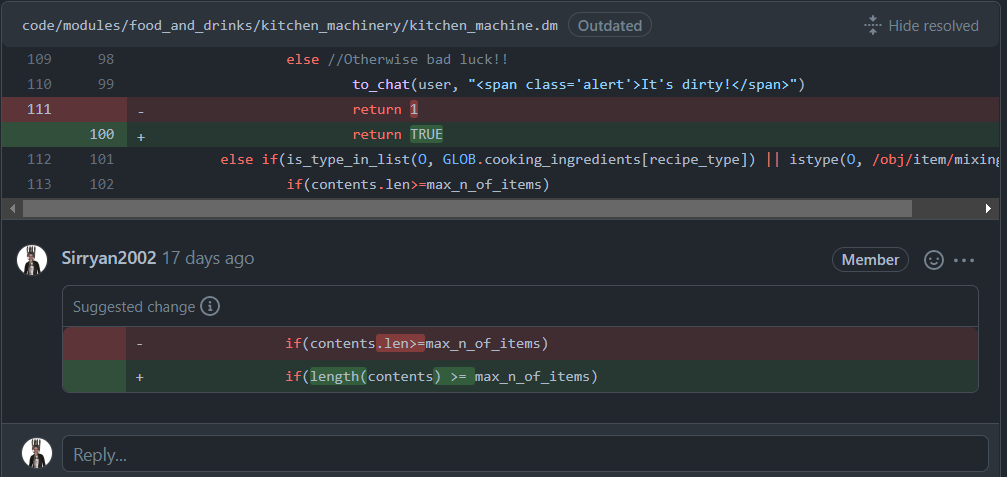 code/modules/food_and_drinks/kitchen_machinery/kitchen_machine.dm Outdated Hide resolved
109 98 else //Otherwise bad luck!!
110 99 to_chat(user, "<span class='alert'>It's dirty!</span>")
111 - return 1
100 + return TRUE
112 101 else if(is_type_in_list(O, GLOB.cooking_ingredients[recipe_type]) || istype(O, /obj/item/mixing
113 102 if(contents.len>=max_n_of_items)
Sirryan2002 17 days ago Member
Suggested change
- if(contents.len>=max_n_of_items)
+ if(length(contents) >= max_n_of_items)
Reply...